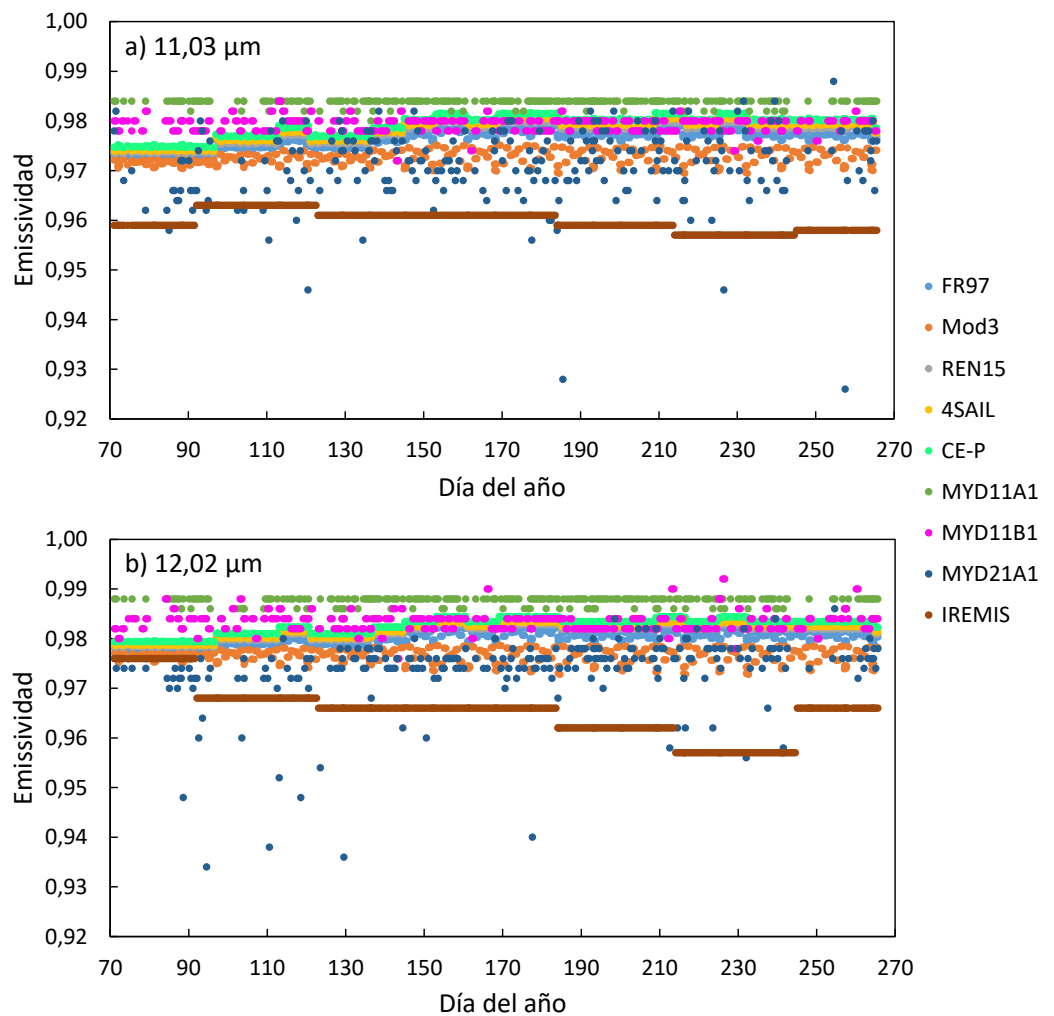 a) 11,03 µm
Emissividad
1,00
0,99
0,98
0,97
0,96
0,95
0,94
0,93
0,92
70 90 110 130 150 170 190 210 230 250 270
Día del año
b) 12,02 µm
Emissividad
1,00
0,99
0,98
0,97
0,96
0,95
0,94
0,93
0,92
70 90 110 130 150 170 190 210 230 250 270
Día del año
FR97
Mod3
REN15
4SAIL
CE-P
MYD11A1
MYD11B1
MYD21A1
IREMIS